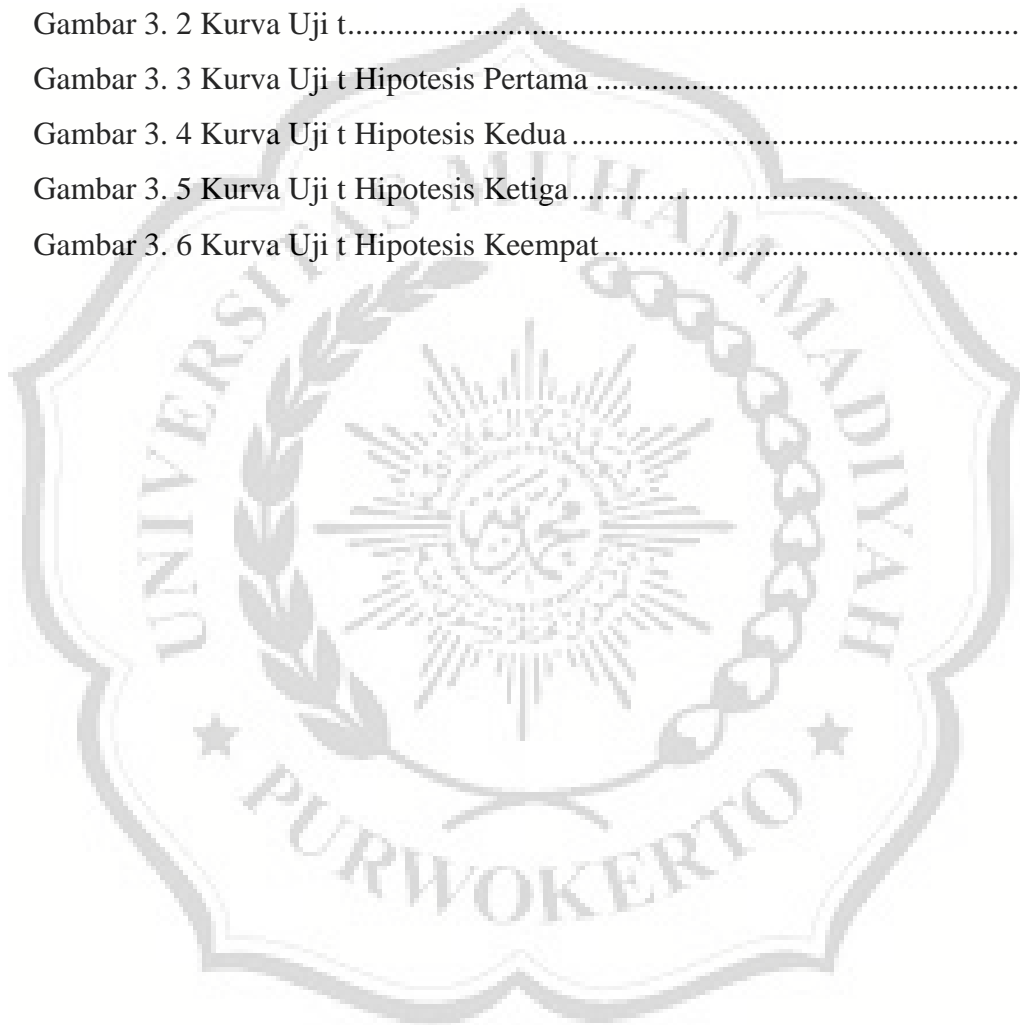 Gambar 3. 2 Kurva Uji t..........................................................................................
Gambar 3. 3 Kurva Uji t Hipotesis Pertama ..........................................................
Gambar 3. 4 Kurva Uji t Hipotesis Kedua .............................................................
Gambar 3. 5 Kurva Uji t Hipotesis Ketiga.............................................................
Gambar 3. 6 Kurva Uji t Hipotesis Keempat .........................................................
UNIVERSITAS MUHAMMADIYAH
PURWOKERTO